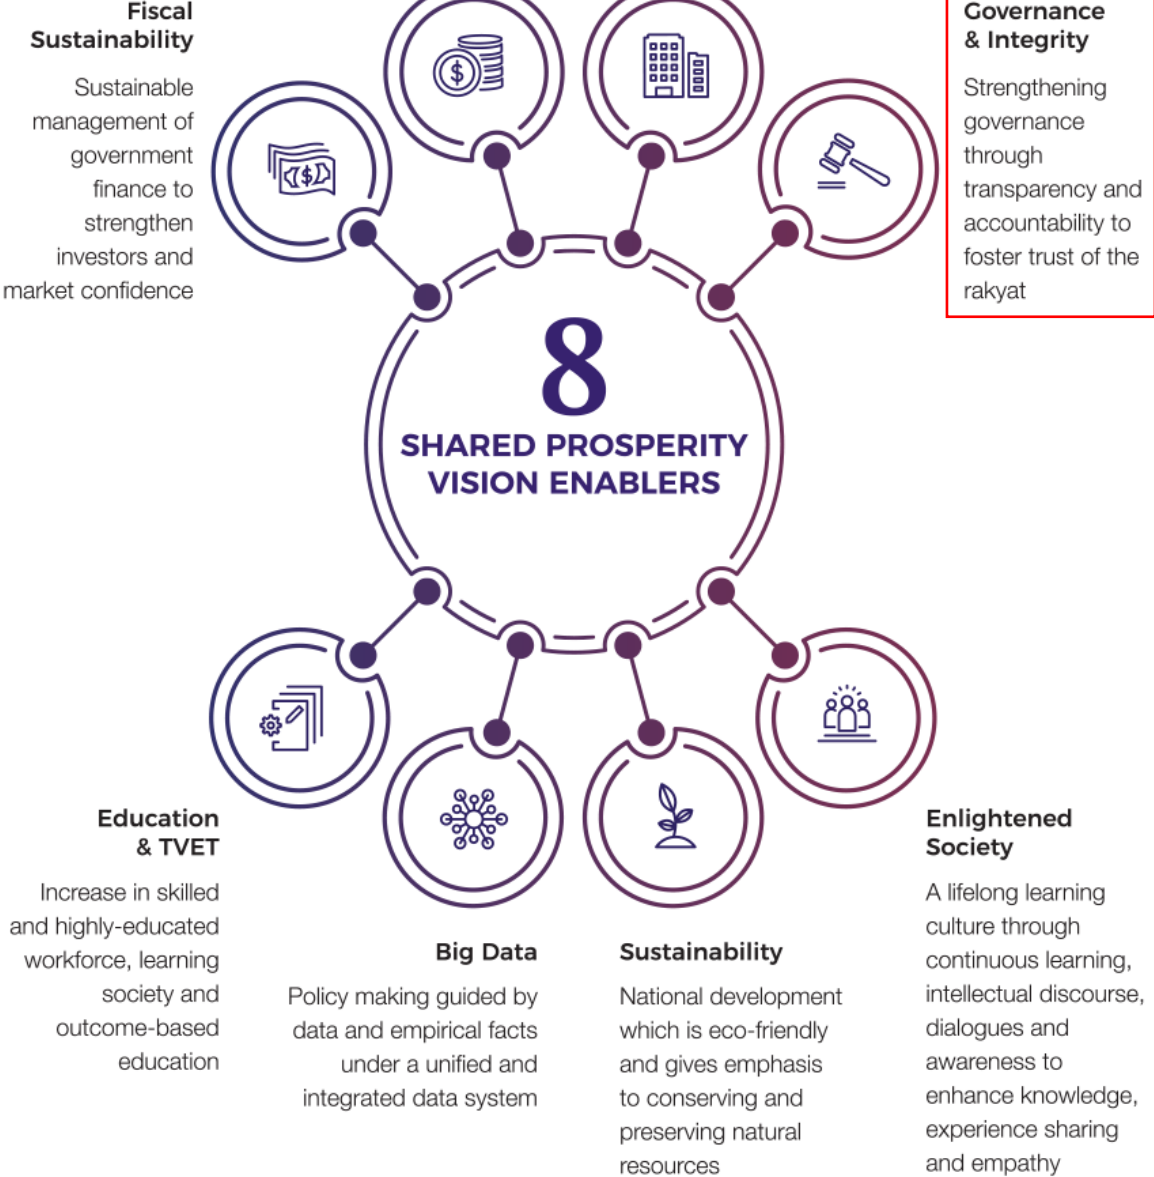 Fiscal
Sustainability
Sustainable
management of
government
finance to
strengthen
investors and
market confidence
Governance
& Integrity
Strengthening
governance
through
transparency and
accountability to
foster trust of the
rakyat
$
$
8
SHARED PROSPERITY
VISION ENABLERS
Education
& TVET
Increase in skilled
and highly-educated
workforce, learning
society and
outcome-based
education
Big Data
Policy making guided by
data and empirical facts
under a unified and
integrated data system
Sustainability
National development
which is eco-friendly
and gives emphasis
to conserving and
preserving natural
resources
Enlightened
Society
A lifelong learning
culture through
continuous learning,
intellectual discourse,
dialogues and
awareness to
enhance knowledge,
experience sharing
and empathy